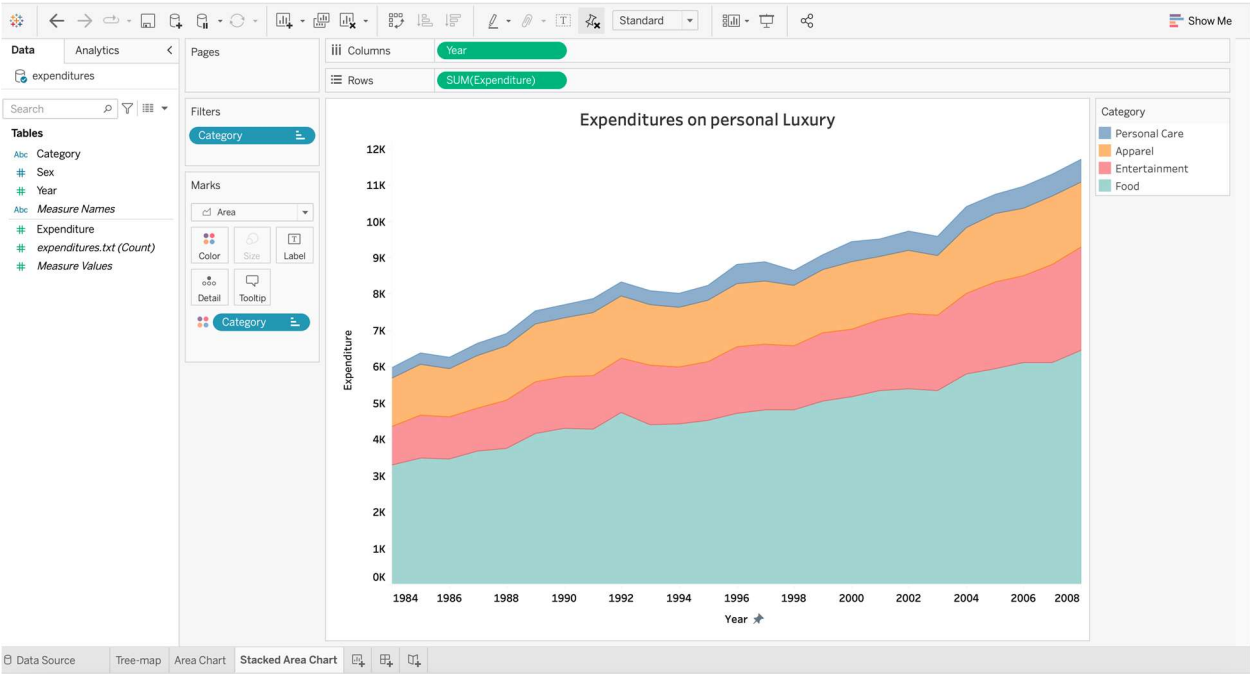 Standard
Show Me
Data
Analytics
expenditures
Search
Tables
Abc Category
# Sex
# Year
Abc Measure Names
# Expenditure
# expenditures.txt (Count)
# Measure Values
Pages
Filters
Category
Marks
Area
Color
Size
T
Label
Detail
Tooltip
Category
iii Columns
Year
Rows
SUM(Expenditure)
Expenditures on personal Luxury
12K
11K
10K
9K
8K
7K
6K
5K
4K
3K
2K
1K
0K
Expenditure
1984 1986 1988 1990 1992 1994 1996 1998 2000 2002 2004 2006 2008
Year
Category
Personal Care
Apparel
Entertainment
Food
Data Source
Tree-map
Area Chart
Stacked Area Chart